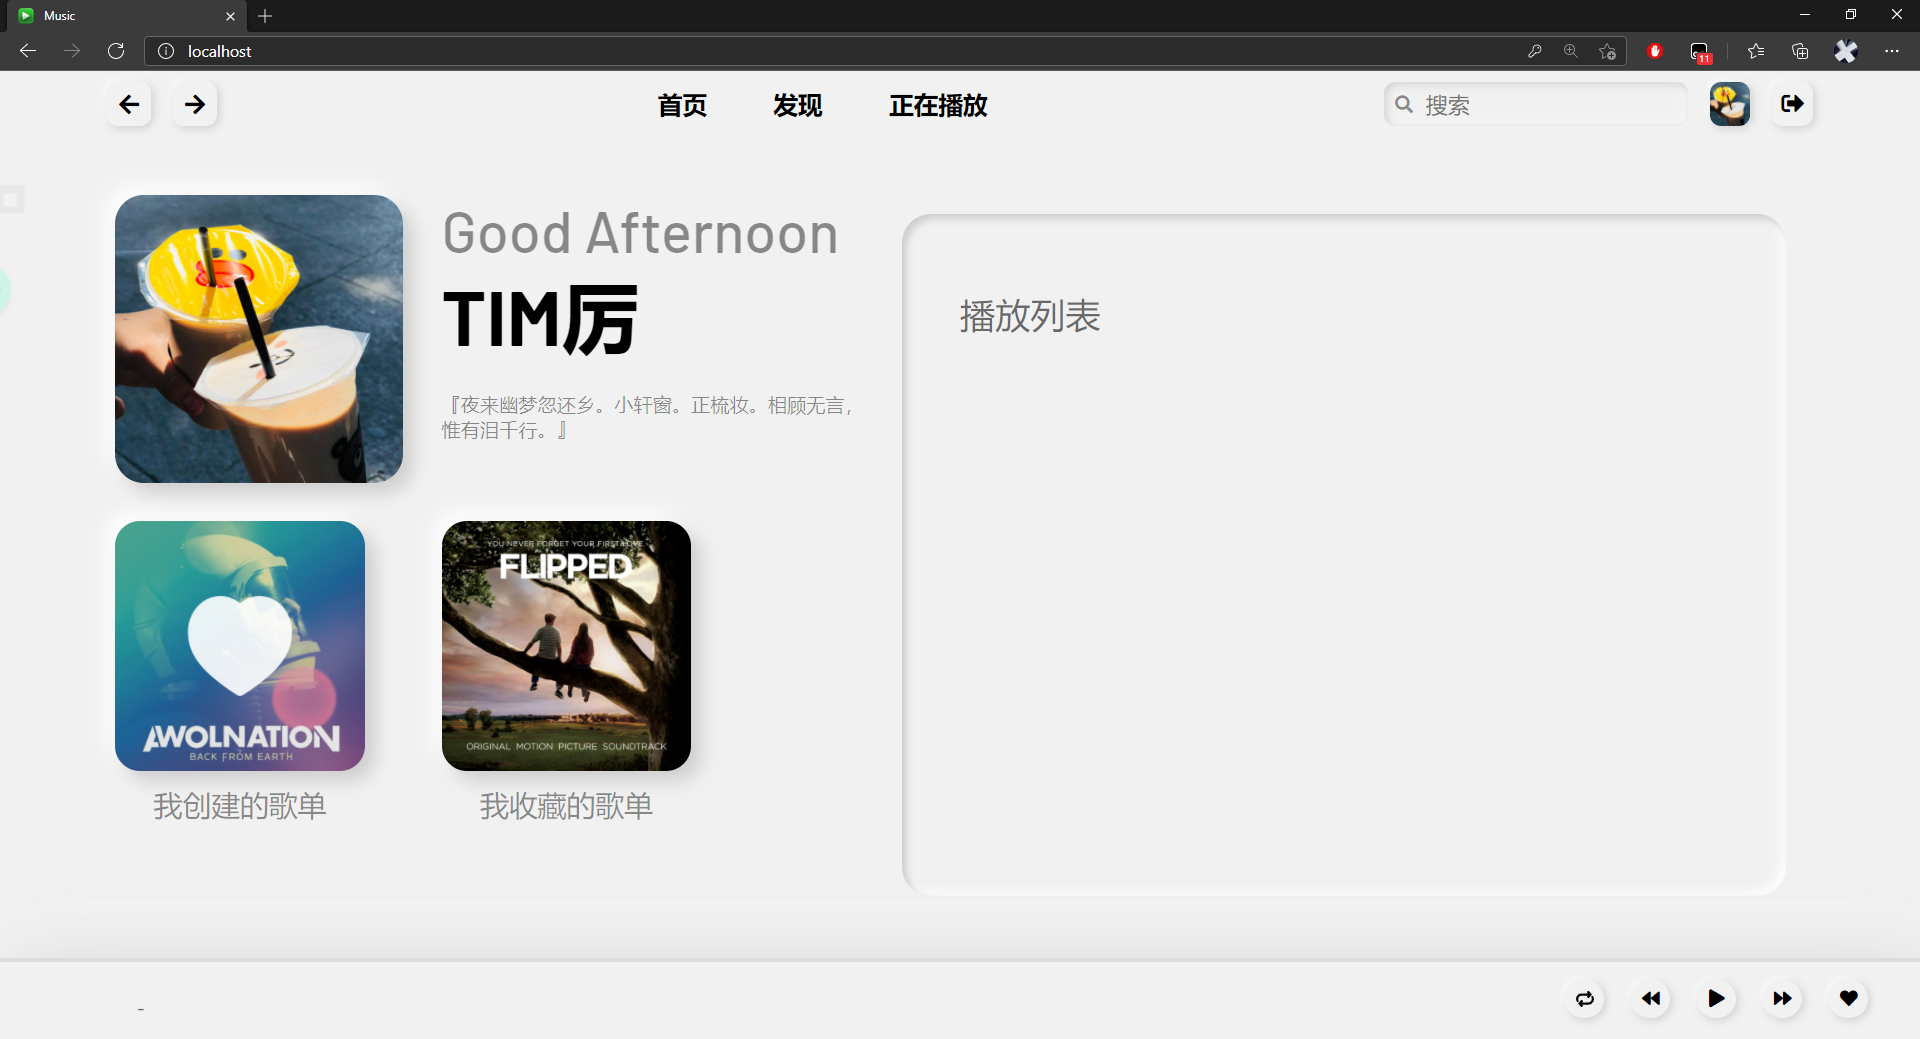 Music
localhost
11
首页
发现
正在播放
搜索
Good Afternoon
TIM厉
『夜来幽梦忽还乡。小轩窗。正梳妆。相顾无言，
惟有泪千行。』
播放列表
AWOLNATION
BACK FROM EARTH
我创建的歌单
YOU NEVER FORGET YOUR FIRST LOVE
FLIPPED
ORIGINAL MOTION PICTURE SOUNDTRACK
我收藏的歌单
-